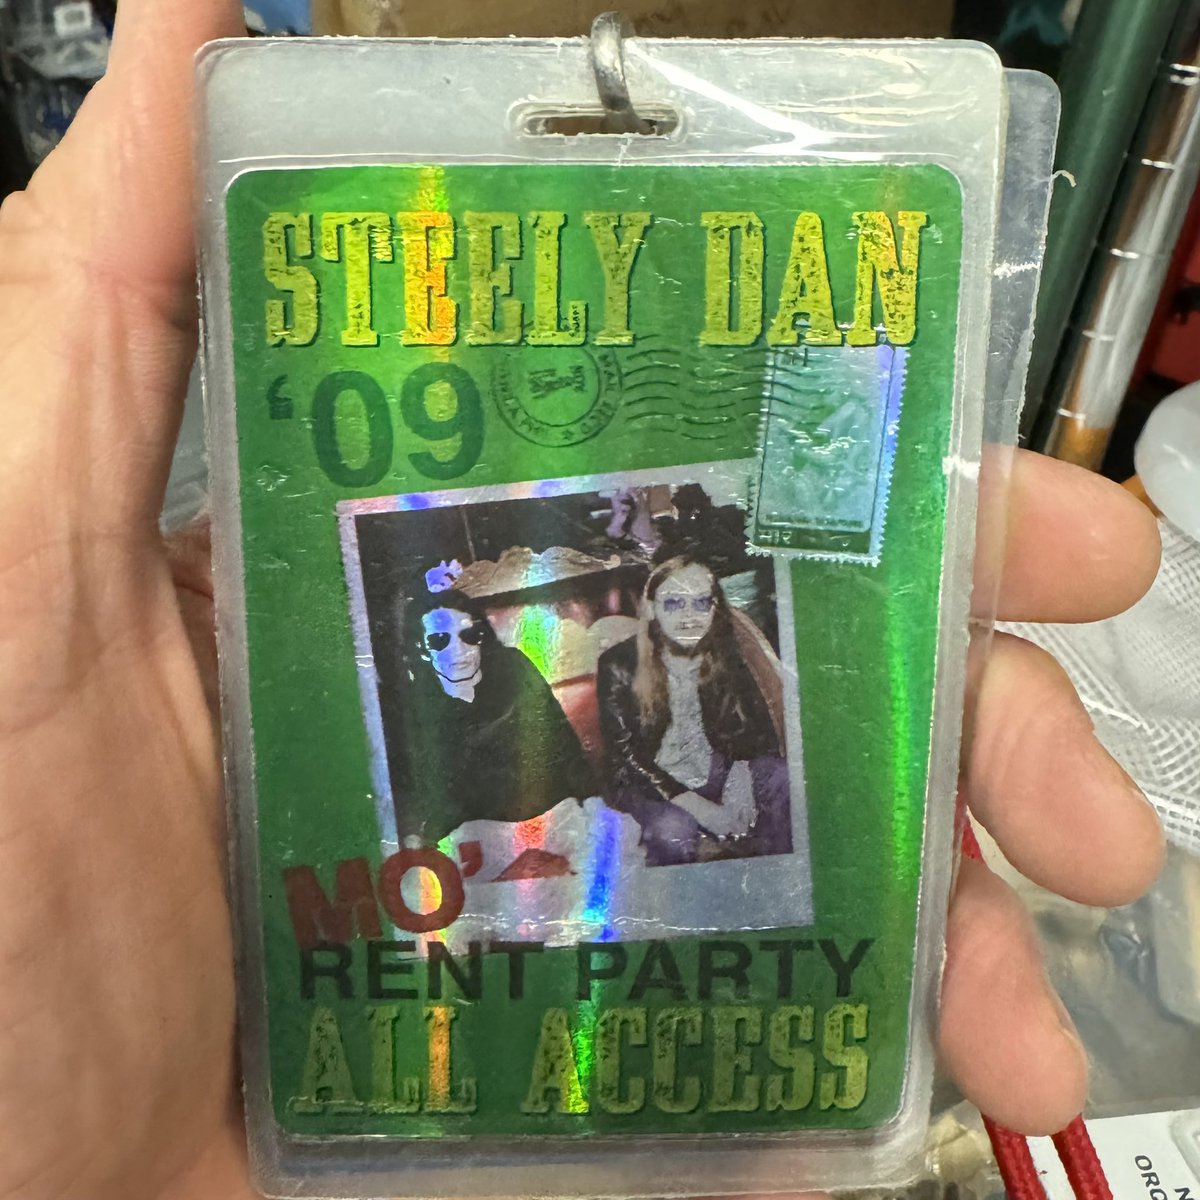 STEELY DAN
‘09
MO’
RENT PARTY
ALL ACCESS